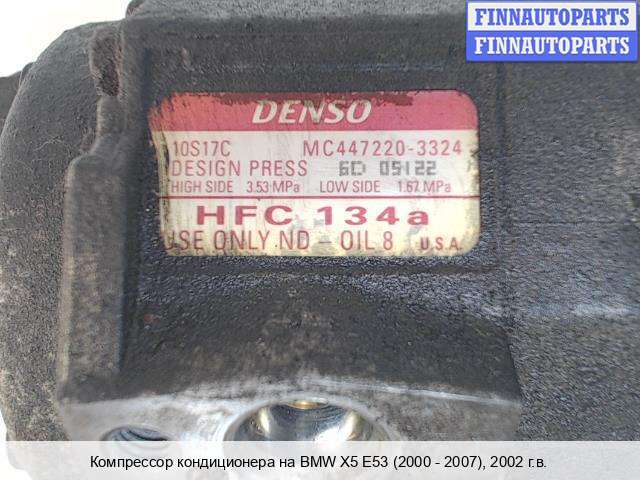 FINNAUTOPARTS
FINNAUTOPARTS
DENSO
10S17C MC447220-3324
DESIGN PRESS 6D 05122
HIGH SIDE 3.53 MPa LOW SIDE 1.67 MPa
HFC 134a
USE ONLY ND-OIL 8 U.S.A.
Компрессор кондиционера на BMW X5 E53 (2000 - 2007), 2002 г.в.